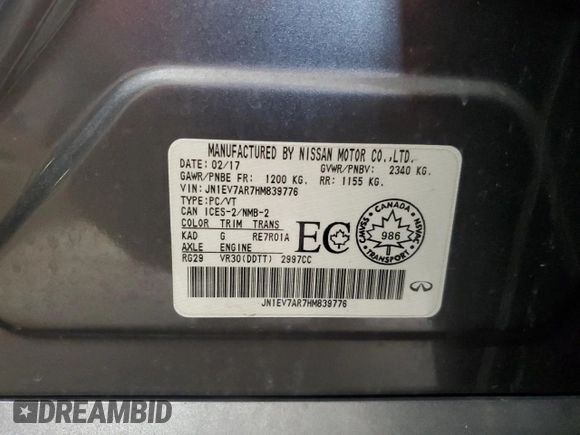 MANUFACTURED BY NISSAN MOTOR CO.,LTD.
DATE: 02/17 GVWR/PNBV: 2340 KG.
GAWR/PNBE FR: 1200 KG. RR: 1155 KG.
VIN: JN1EV7AR7HM839776
TYPE:PC/VT
CAN ICES-2/NMB-2
COLOR TRIM TRANS
KAD G RE7R01A
AXLE ENGINE
RG29 VR30(DDTT) 2997CC
EC
CANADA
CMVSS NSVAC
986
TRANSPORT
JN1EV7AR7HM839776
DREAMBID